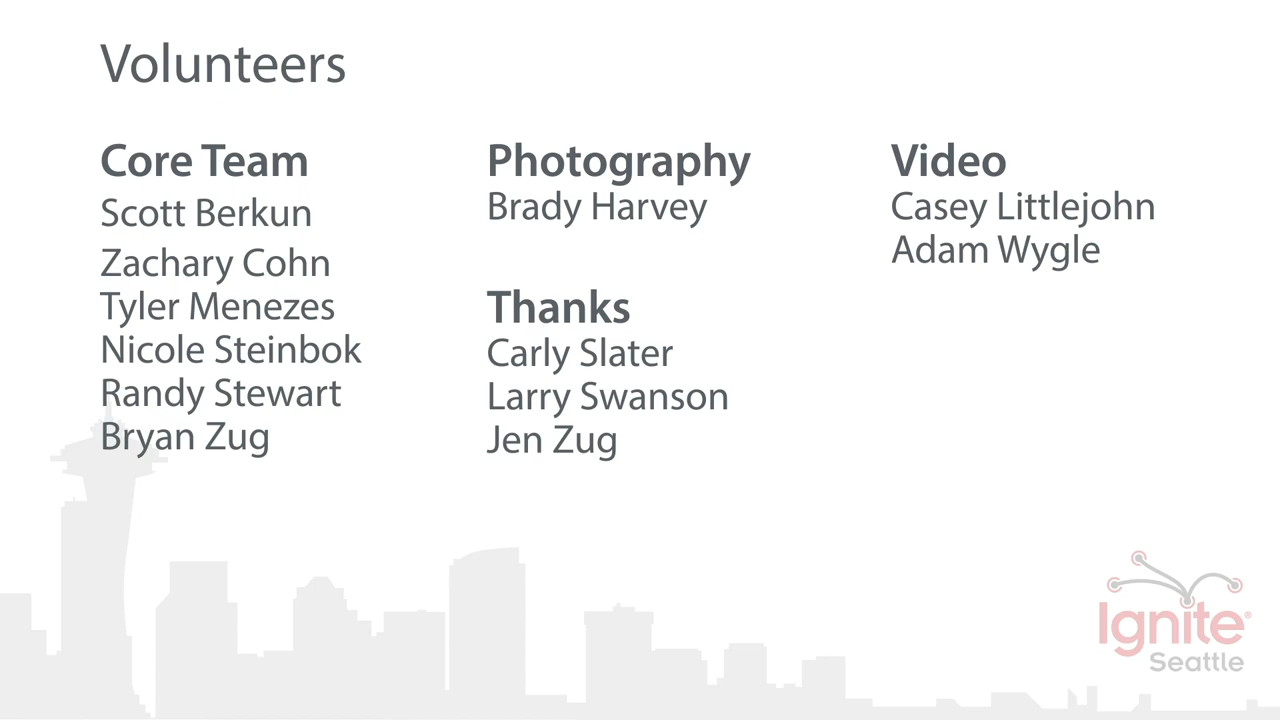 Volunteers
Core Team
Scott Berkun
Zachary Cohn
Tyler Menezes
Nicole Steinbok
Randy Stewart
Bryan Zug
Photography
Brady Harvey
Thanks
Carly Slater
Larry Swanson
Jen Zug
Video
Casey Littlejohn
Adam Wygle
Ignite®
Seattle